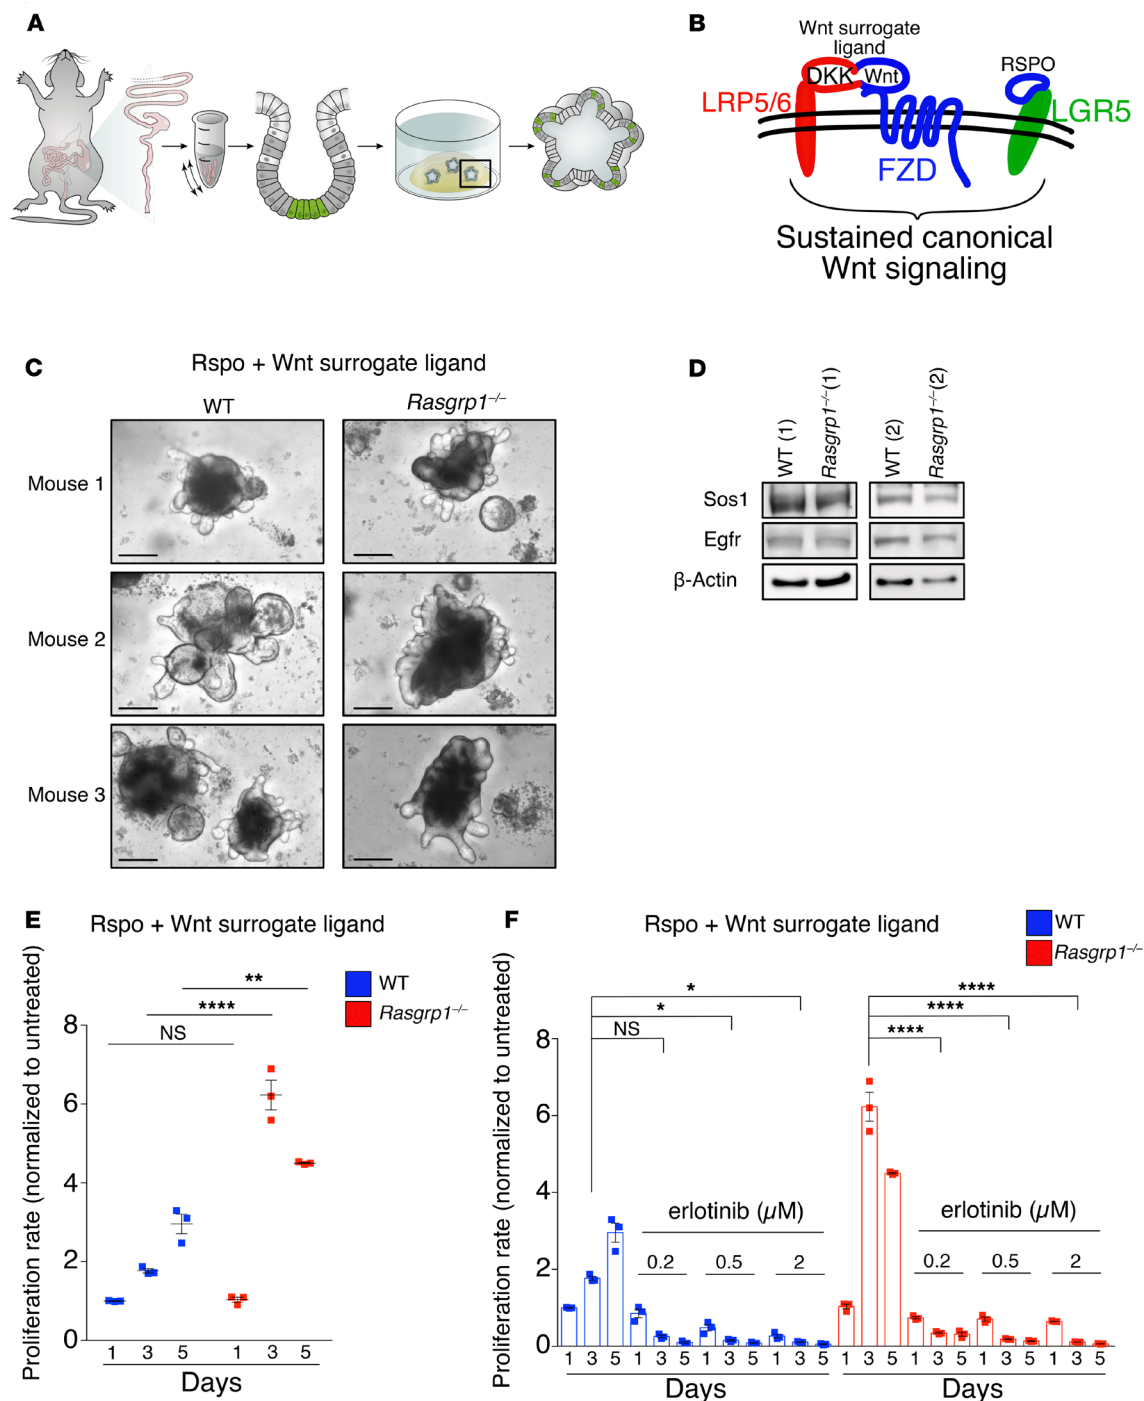 A
B
Wnt surrogate
ligand
DKK
Wnt
RSPO
LRP5/6
LGR5
FZD
Sustained canonical
Wnt signaling
C
Rspo + Wnt surrogate ligand
WT
Rasgrp1–/–
Mouse 1
Mouse 2
Mouse 3
D
WT (1)
Rasgrp1–/–(1)
WT (2)
Rasgrp1–/–(2)
Sos1
Egfr
β-Actin
E
Rspo + Wnt surrogate ligand
WT
Rasgrp1–/–
**
****
NS
Proliferation rate (normalized to untreated)
8
6
4
2
0
1 3 5 1 3 5
Days
F
Rspo + Wnt surrogate ligand
WT
Rasgrp1–/–
*
*
NS
****
****
****
Proliferation rate (normalized to untreated)
8
6
4
2
0
erlotinib (µM)
0.2 0.5 2
erlotinib (µM)
0.2 0.5 2
1 3 5 1 3 5 1 3 5 1 3 5 1 3 5 1 3 5 1 3 5 1 3 5
Days
Days